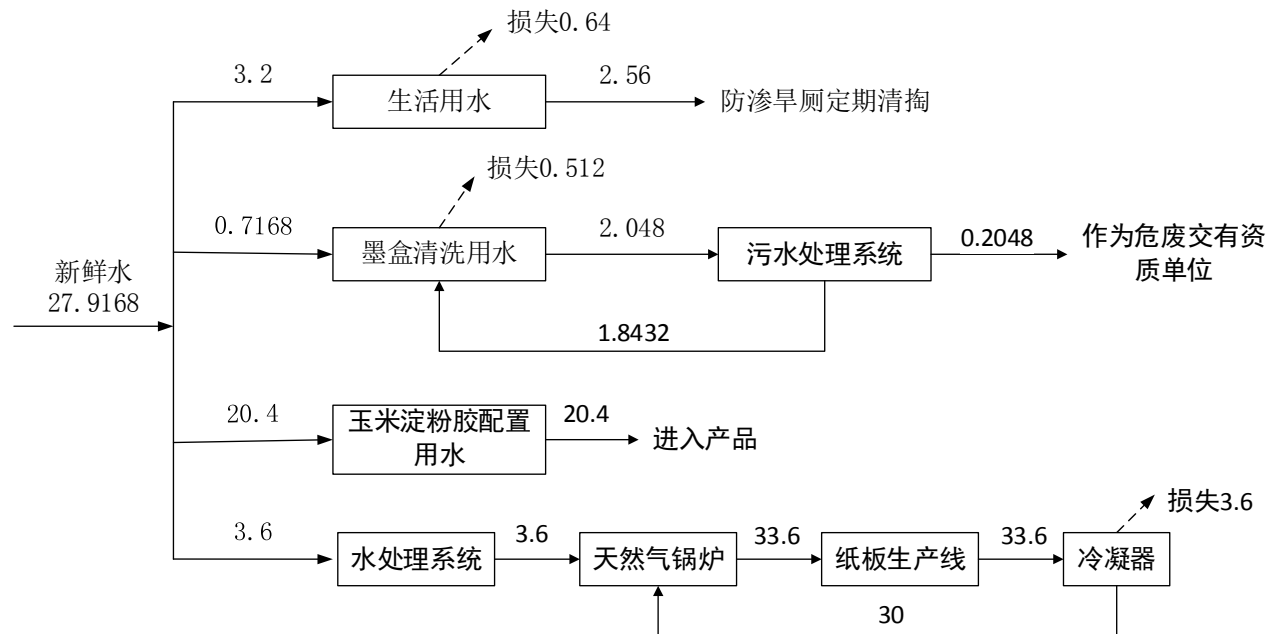 损失0.64
3.2
生活用水
2.56
防渗旱厕定期清掏
损失0.512
0.7168
墨盒清洗用水
2.048
污水处理系统
0.2048
作为危废交有资
质单位
新鲜水
27.9168
1.8432
20.4
玉米淀粉胶配置
用水
20.4
进入产品
损失3.6
3.6
水处理系统
3.6
天然气锅炉
33.6
纸板生产线
33.6
冷凝器
30